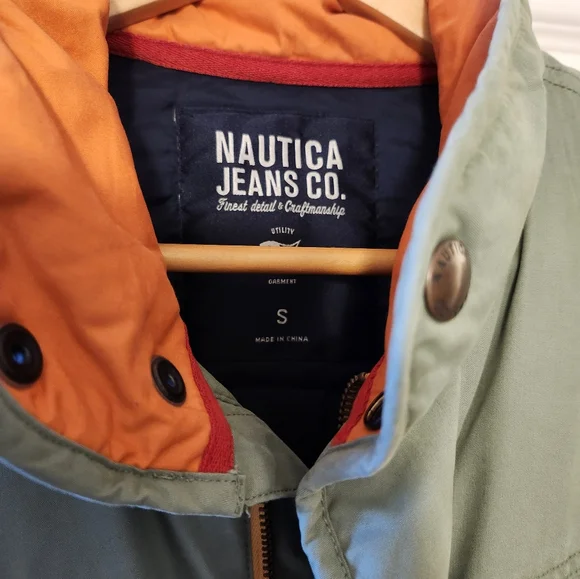 NAUTICA
JEANS CO.
Finest detail & Craftmanship
UTILITY
GARMENT
S
MADE IN CHINA